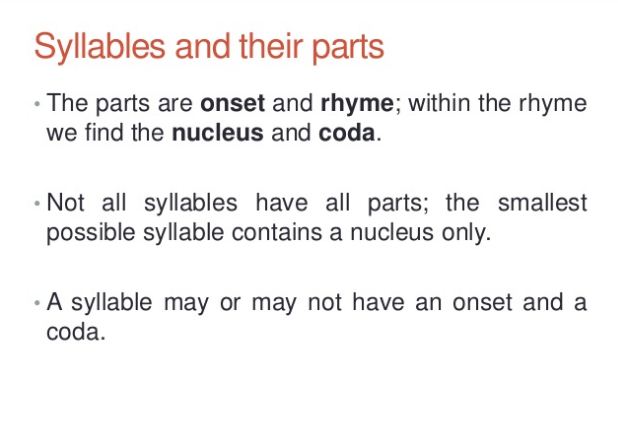 Syllables and their parts
• The parts are onset and rhyme; within the rhyme
we find the nucleus and coda.
• Not all syllables have all parts; the smallest
possible syllable contains a nucleus only.
• A syllable may or may not have an onset and a
coda.